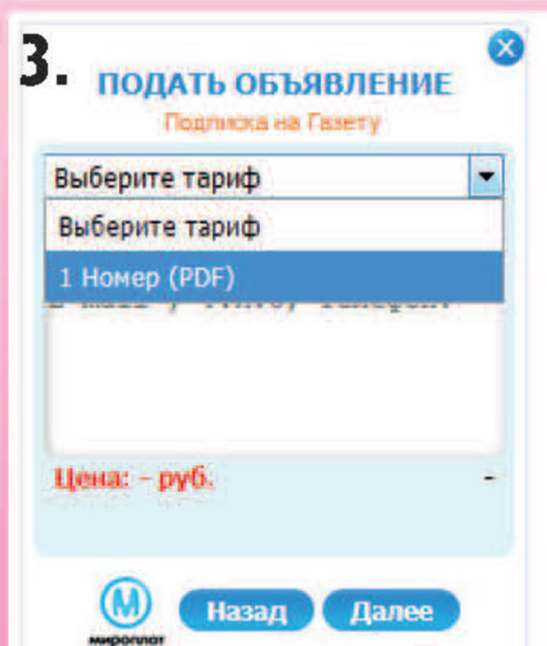 3.
ПОДАТЬ ОБЪЯВЛЕНИЕ
Подписка на Газету
Выберите тариф
Выберите тариф
1 Номер (PDF)
Цена: - руб. -
Назад Далее
М
мироплат